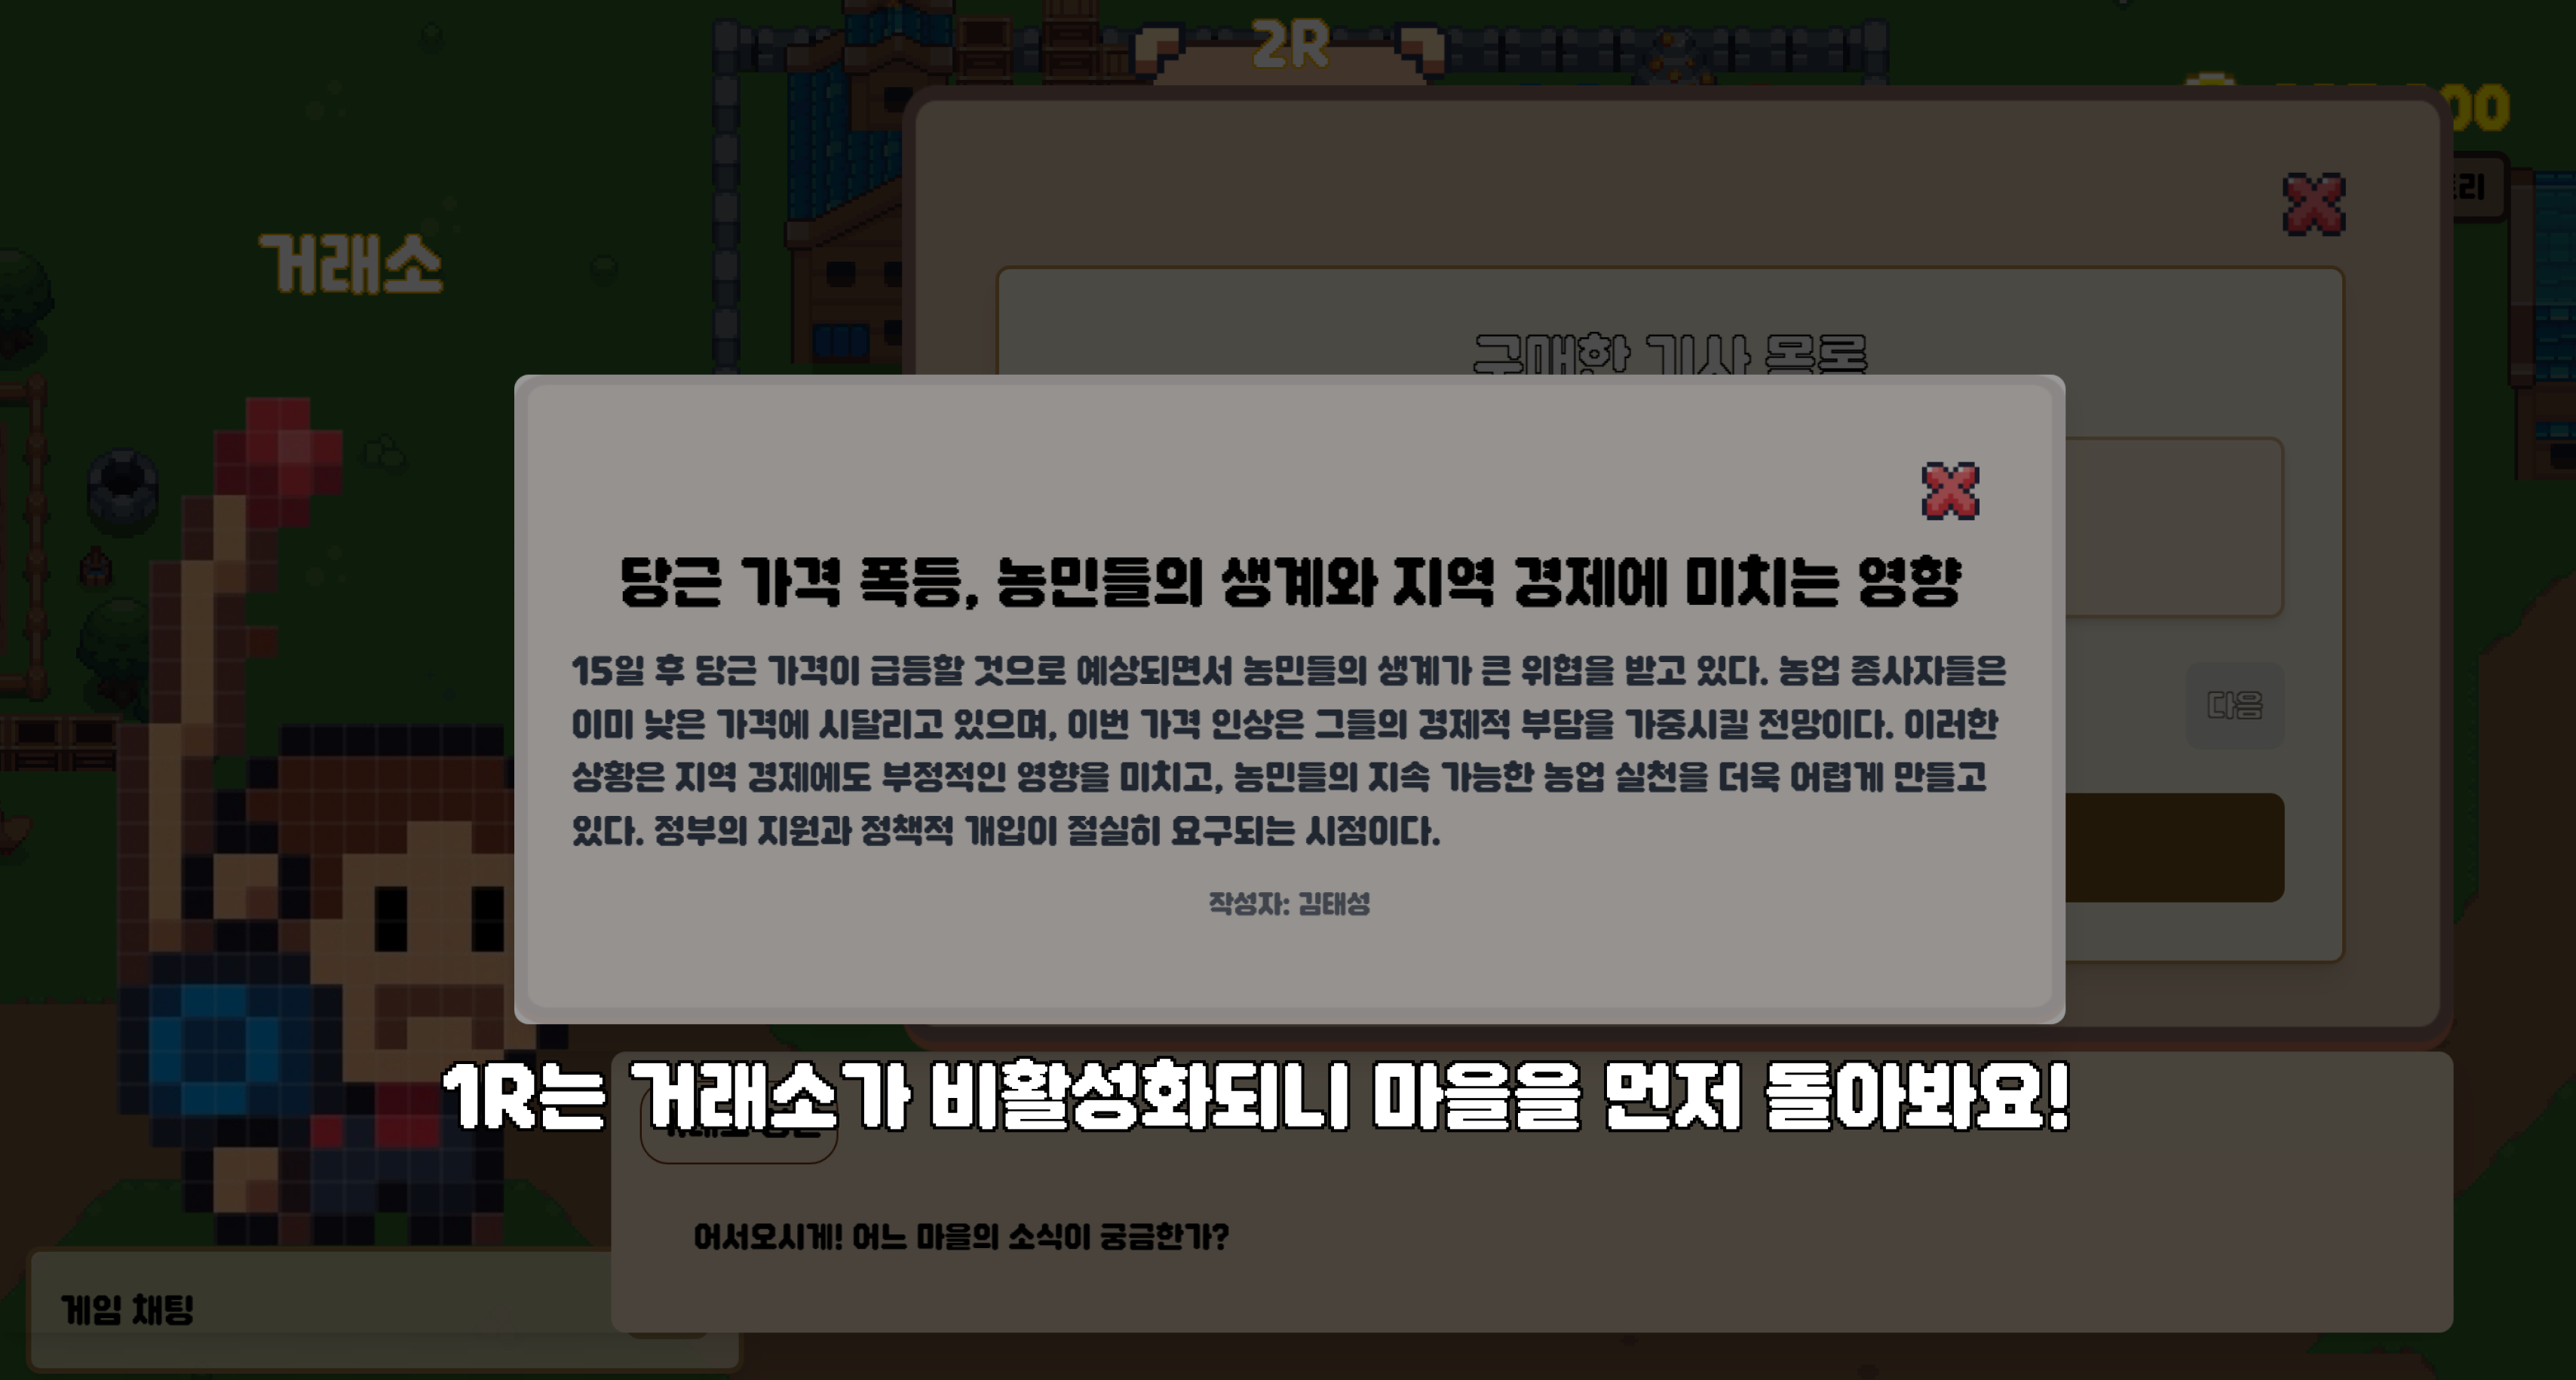 2R
00
거래소
구매한 기사 목록
당근 가격 폭등, 농민들의 생계와 지역 경제에 미치는 영향
15일 후 당근 가격이 급등할 것으로 예상되면서 농민들의 생계가 큰 위협을 받고 있다. 농업 종사자들은
이미 낮은 가격에 시달리고 있으며, 이번 가격 인상은 그들의 경제적 부담을 가중시킬 전망이다. 이러한
상황은 지역 경제에도 부정적인 영향을 미치고, 농민들의 지속 가능한 농업 실천을 더욱 어렵게 만들고
있다. 정부의 지원과 정책적 개입이 절실히 요구되는 시점이다.
작성자: 김태성
다음
1R는 거래소가 비활성화되니 마을을 먼저 돌아봐요!
어서오시게! 어느 마을의 소식이 궁금한가?
게임 채팅